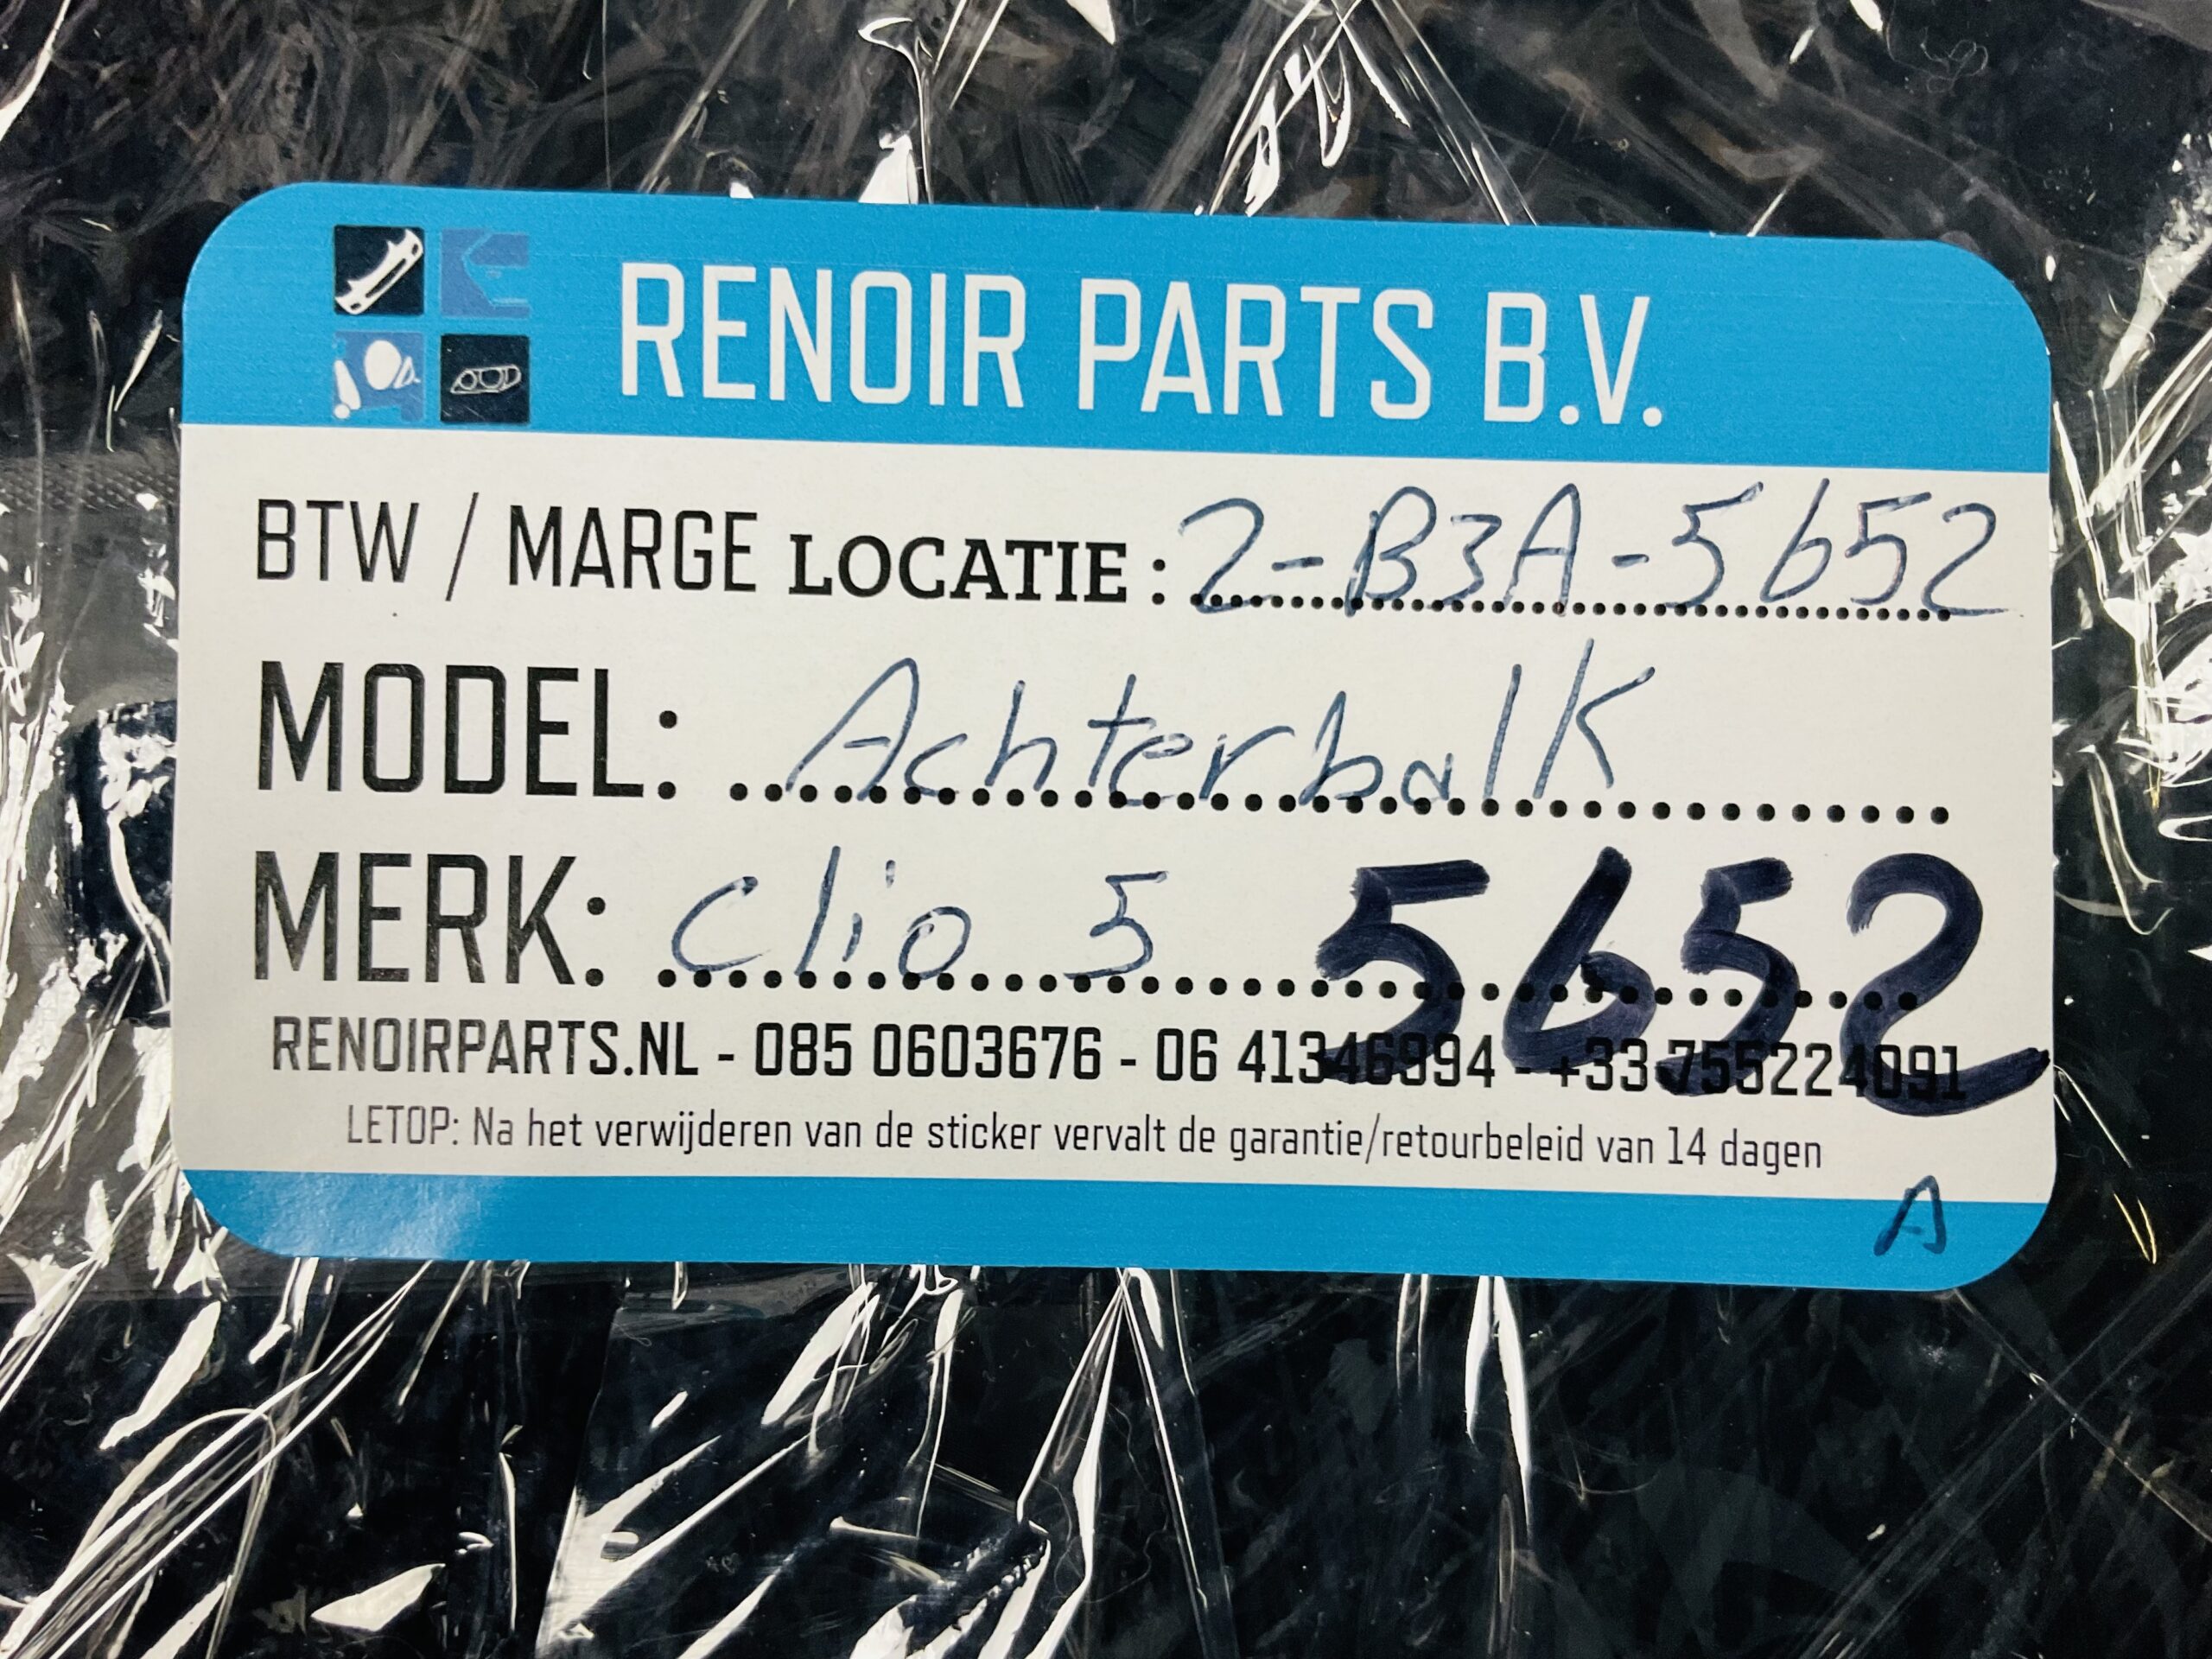 RENOIR PARTS B.V.
BTW / MARGE LOCATIE : 2-B3A-5652
MODEL: Achterbalk
MERK: Clio 5 5652
RENOIRPARTS.NL - 085 0603676 - 06 41346994 - +33 755224091
LETOP: Na het verwijderen van de sticker vervalt de garantie/retourbeleid van 14 dagen
A